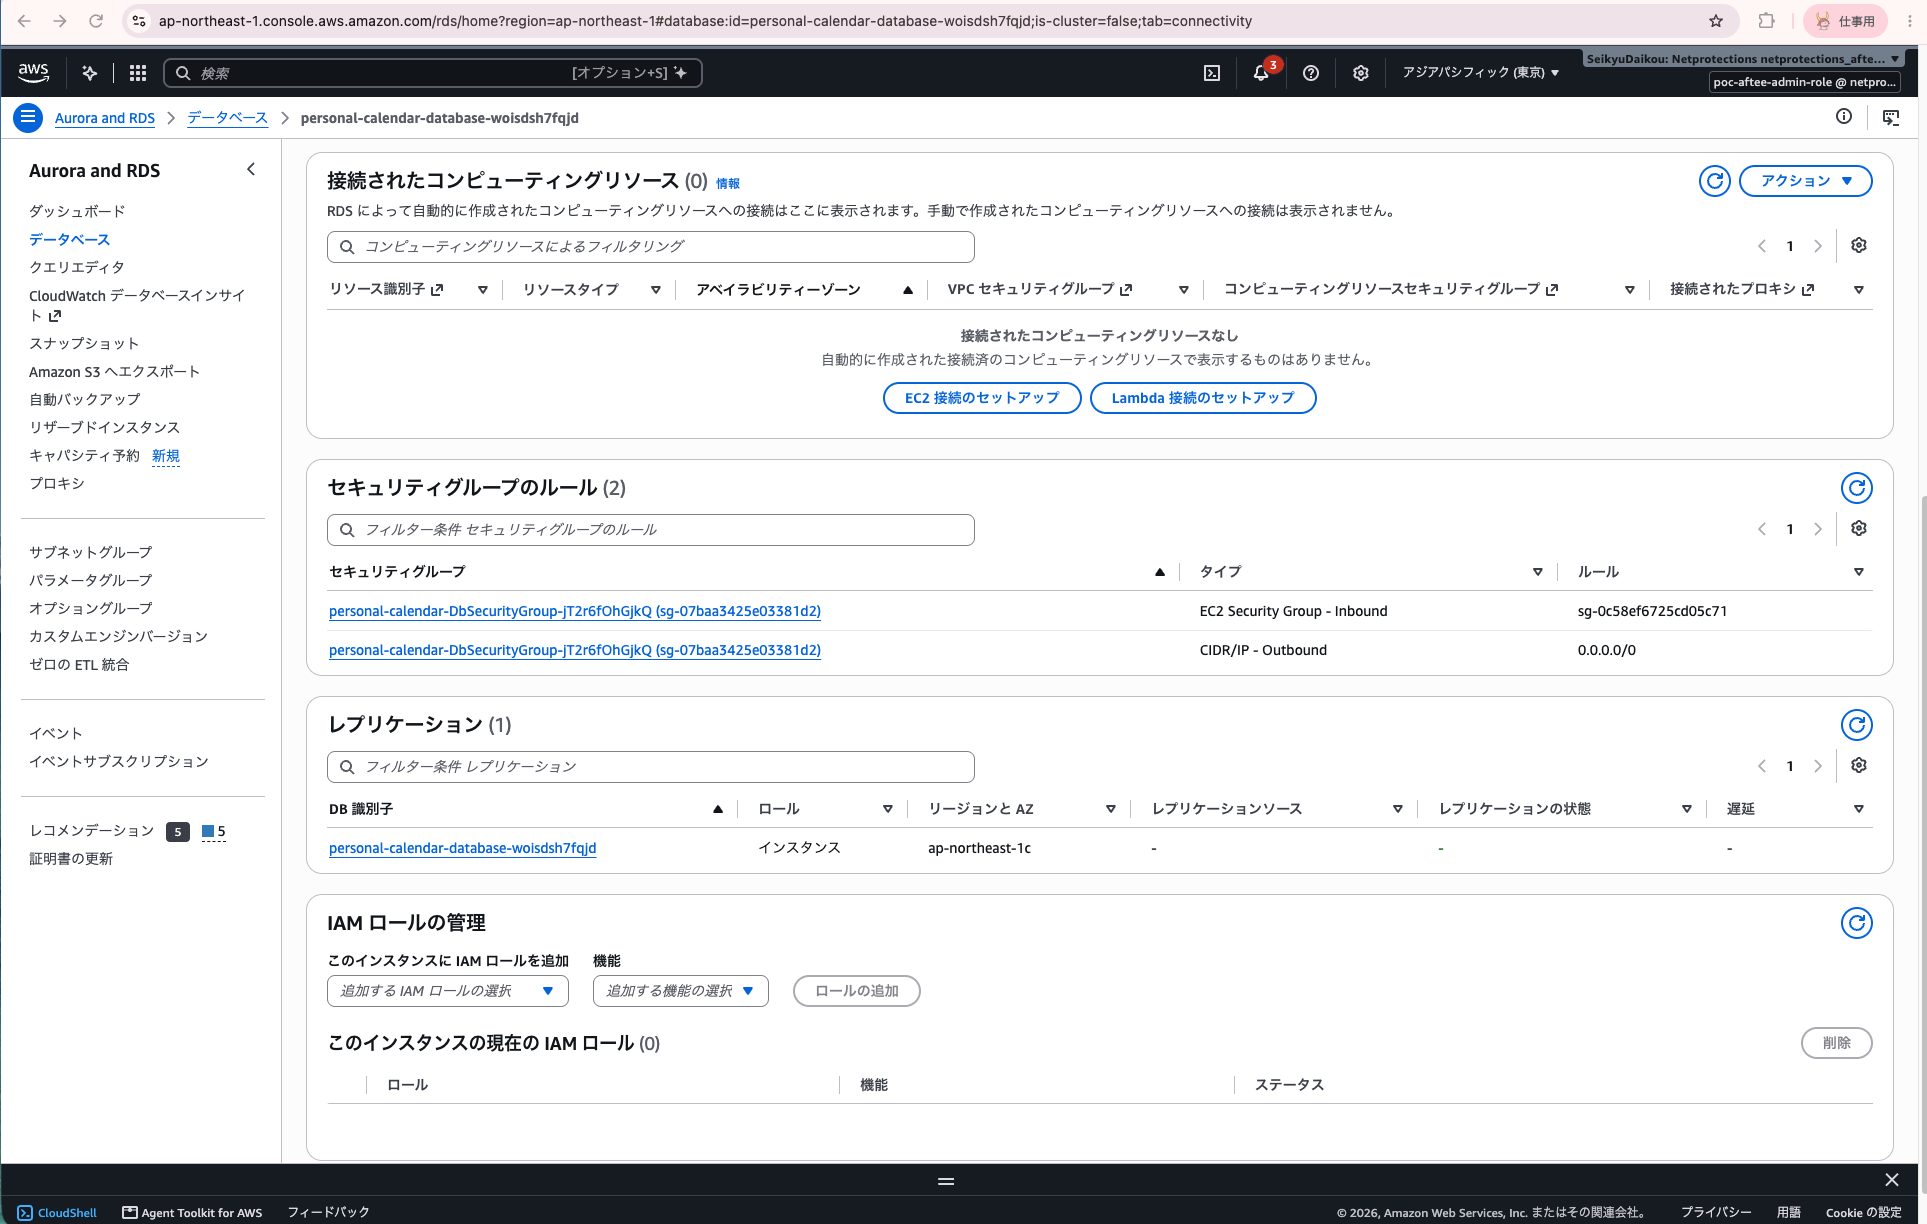 ap-northeast-1.console.aws.amazon.com/rds/home?region=ap-northeast-1#database:id=personal-calendar-database-woisdsh7fqjd;is-cluster=false;tab=connectivity
仕事用
aws
検索
[オプション+S]
3
アジアパシフィック (東京)
SeikyuDaikou: Netprotections netprotections_afte...
poc-aftee-admin-role @ netpro...
Aurora and RDS
データベース
personal-calendar-database-woisdsh7fqjd
Aurora and RDS
ダッシュボード
データベース
クエリエディタ
CloudWatch データベースインサイ
ト
スナップショット
Amazon S3 へエクスポート
自動バックアップ
リザーブドインスタンス
キャパシティ予約 新規
プロキシ
サブネットグループ
パラメータグループ
オプショングループ
カスタムエンジンバージョン
ゼロの ETL 統合
イベント
イベントサブスクリプション
レコメンデーション 5 5
証明書の更新
接続されたコンピューティングリソース (0) 情報
アクション
RDS によって自動的に作成されたコンピューティングリソースへの接続はここに表示されます。手動で作成されたコンピューティングリソースへの接続は表示されません。
コンピューティングリソースによるフィルタリング
1
リソース識別子 リソースタイプ アベイラビリティーゾーン VPC セキュリティグループ コンピューティングリソースセキュリティグループ 接続されたプロキシ
接続されたコンピューティングリソースなし
自動的に作成された接続済のコンピューティングリソースで表示するものはありません。
EC2 接続のセットアップ Lambda 接続のセットアップ
セキュリティグループのルール (2)
フィルター条件 セキュリティグループのルール
1
セキュリティグループ タイプ ルール
personal-calendar-DbSecurityGroup-jT2r6fOhGjkQ (sg-07baa3425e03381d2) EC2 Security Group - Inbound sg-0c58ef6725cd05c71
personal-calendar-DbSecurityGroup-jT2r6fOhGjkQ (sg-07baa3425e03381d2) CIDR/IP - Outbound 0.0.0.0/0
レプリケーション (1)
フィルター条件 レプリケーション
1
DB 識別子 ロール リージョンと AZ レプリケーションソース レプリケーションの状態 遅延
personal-calendar-database-woisdsh7fqjd インスタンス ap-northeast-1c - - -
IAM ロールの管理
このインスタンスに IAM ロールを追加 機能
追加する IAM ロールの選択 追加する機能の選択 ロールの追加
このインスタンスの現在の IAM ロール (0)
削除
ロール 機能 ステータス
CloudShell Agent Toolkit for AWS フィードバック
© 2026, Amazon Web Services, Inc. またはその関連会社。 プライバシー 用語 Cookie の設定